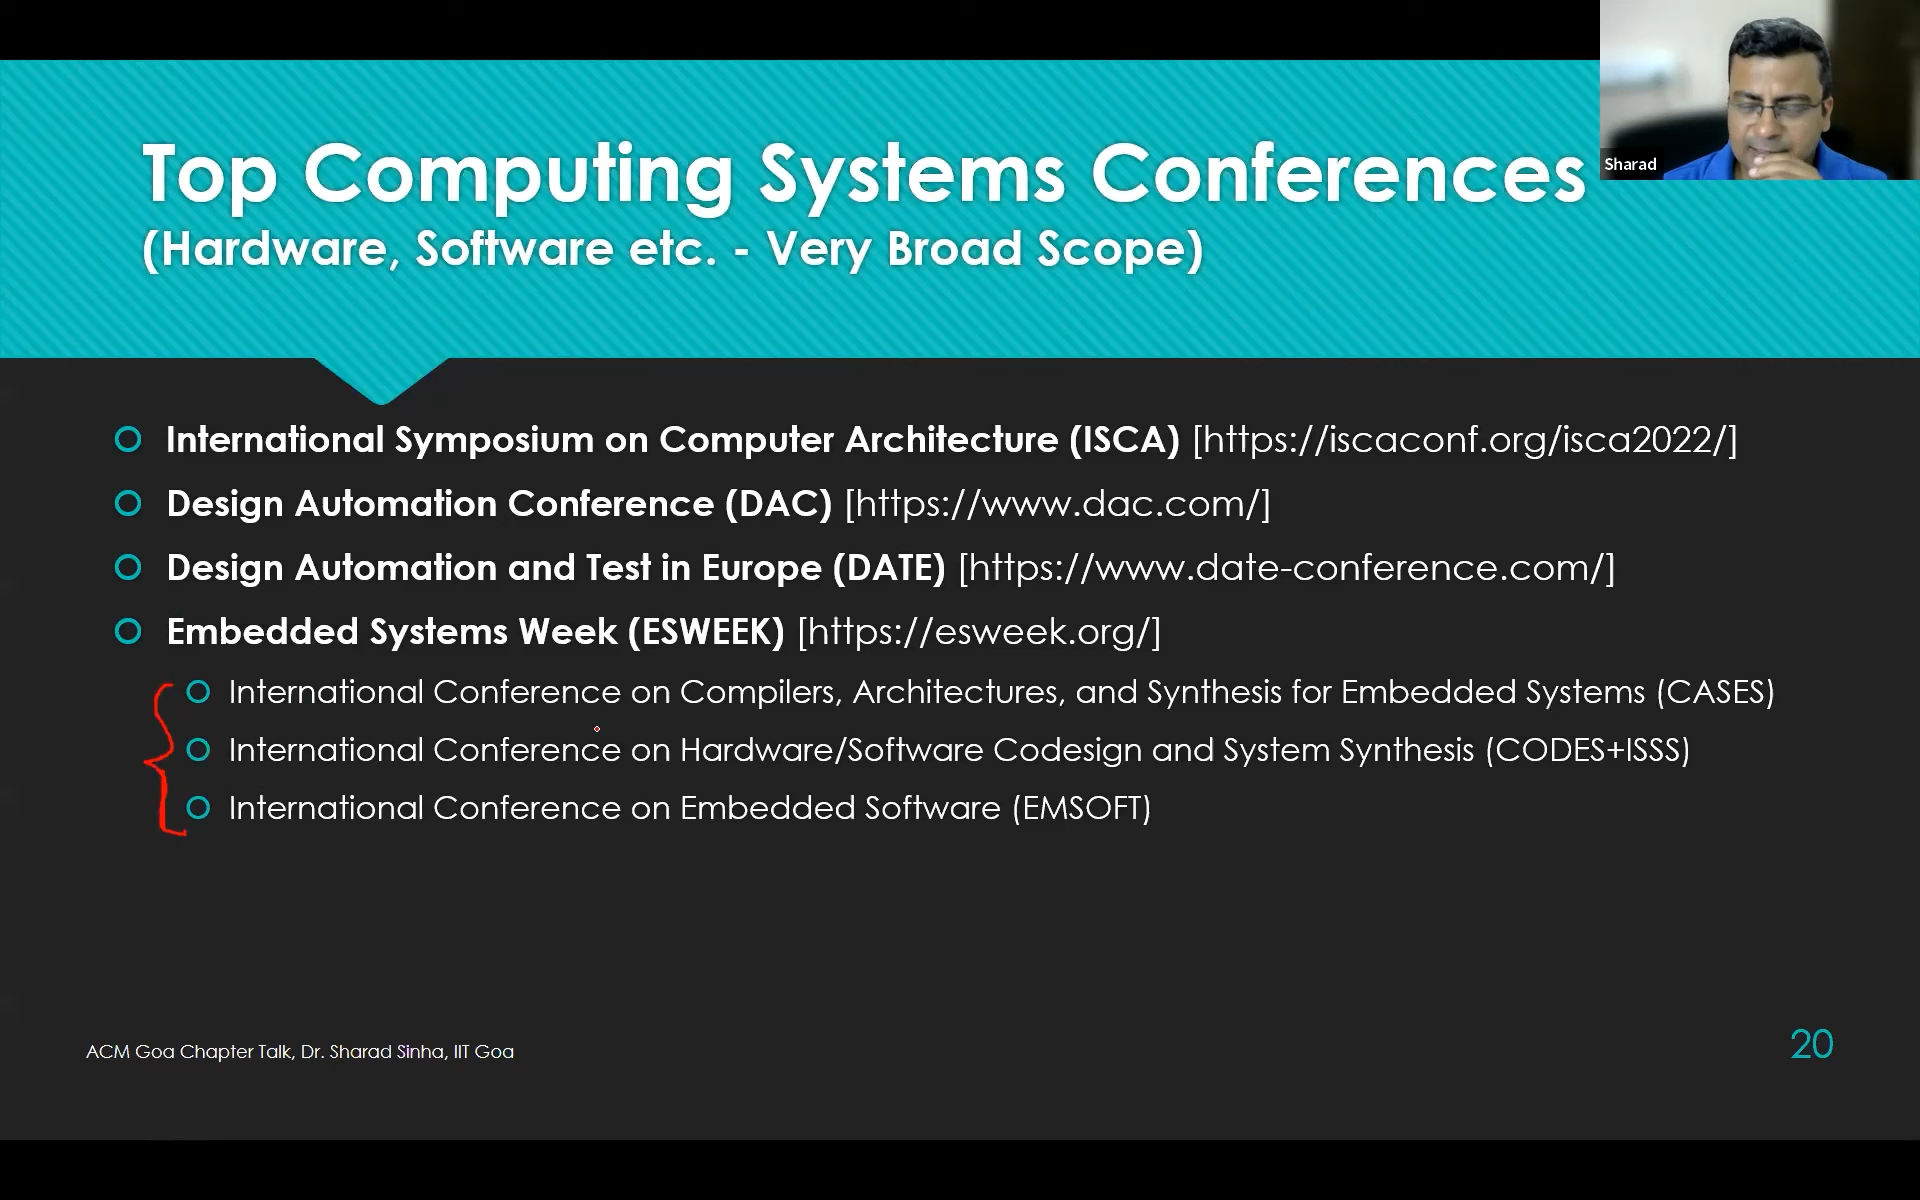 Top Computing Systems Conferences
(Hardware, Software etc. - Very Broad Scope)
Sharad
International Symposium on Computer Architecture (ISCA) [https://iscaconf.org/isca2022/]
Design Automation Conference (DAC) [https://www.dac.com/]
Design Automation and Test in Europe (DATE) [https://www.date-conference.com/]
Embedded Systems Week (ESWEEK) [https://esweek.org/]
International Conference on Compilers, Architectures, and Synthesis for Embedded Systems (CASES)
International Conference on Hardware/Software Codesign and System Synthesis (CODES+ISSS)
International Conference on Embedded Software (EMSOFT)
ACM Goa Chapter Talk, Dr. Sharad Sinha, IIT Goa
20